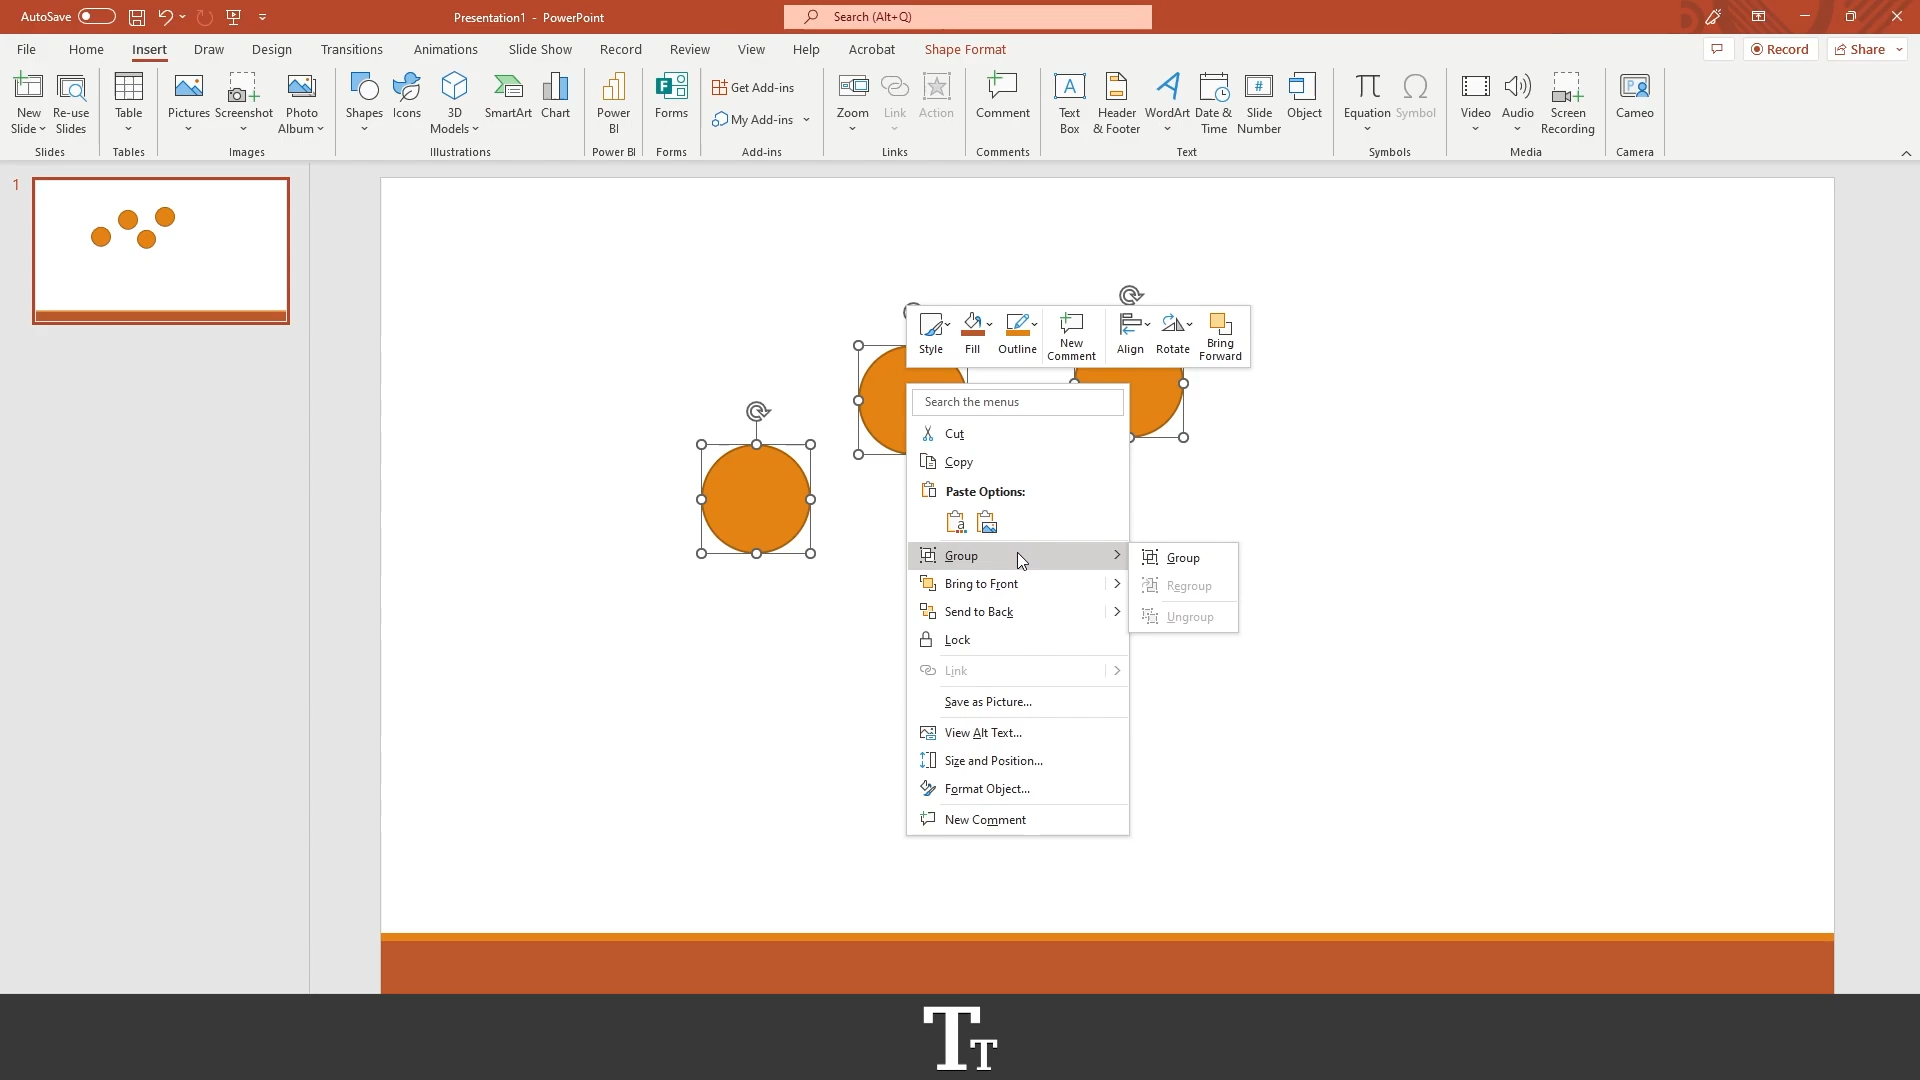 AutoSave
Presentation1 - PowerPoint
Search (Alt+Q)
File Home Insert Draw Design Transitions Animations Slide Show Record Review View Help Acrobat Shape Format
Record
Share
New Slide
Re-use Slides
Table
Pictures
Screenshot
Photo Album
Shapes
Icons
3D Models
SmartArt
Chart
Power BI
Forms
Get Add-ins
My Add-ins
Zoom
Link
Action
Comment
Text Box
Header & Footer
WordArt
Date & Time
Slide Number
Object
Equation
Symbol
Video
Audio
Screen Recording
Cameo
Slides Tables Images Illustrations Power BI Forms Add-ins Links Comments Text Symbols Media Camera
1
Style
Fill
Outline
New Comment
Align
Rotate
Bring Forward
Search the menus
Cut
Copy
Paste Options:
a
Group
Bring to Front
Send to Back
Lock
Link
Save as Picture...
View Alt Text...
Size and Position...
Format Object...
New Comment
Group
Regroup
Ungroup
TT